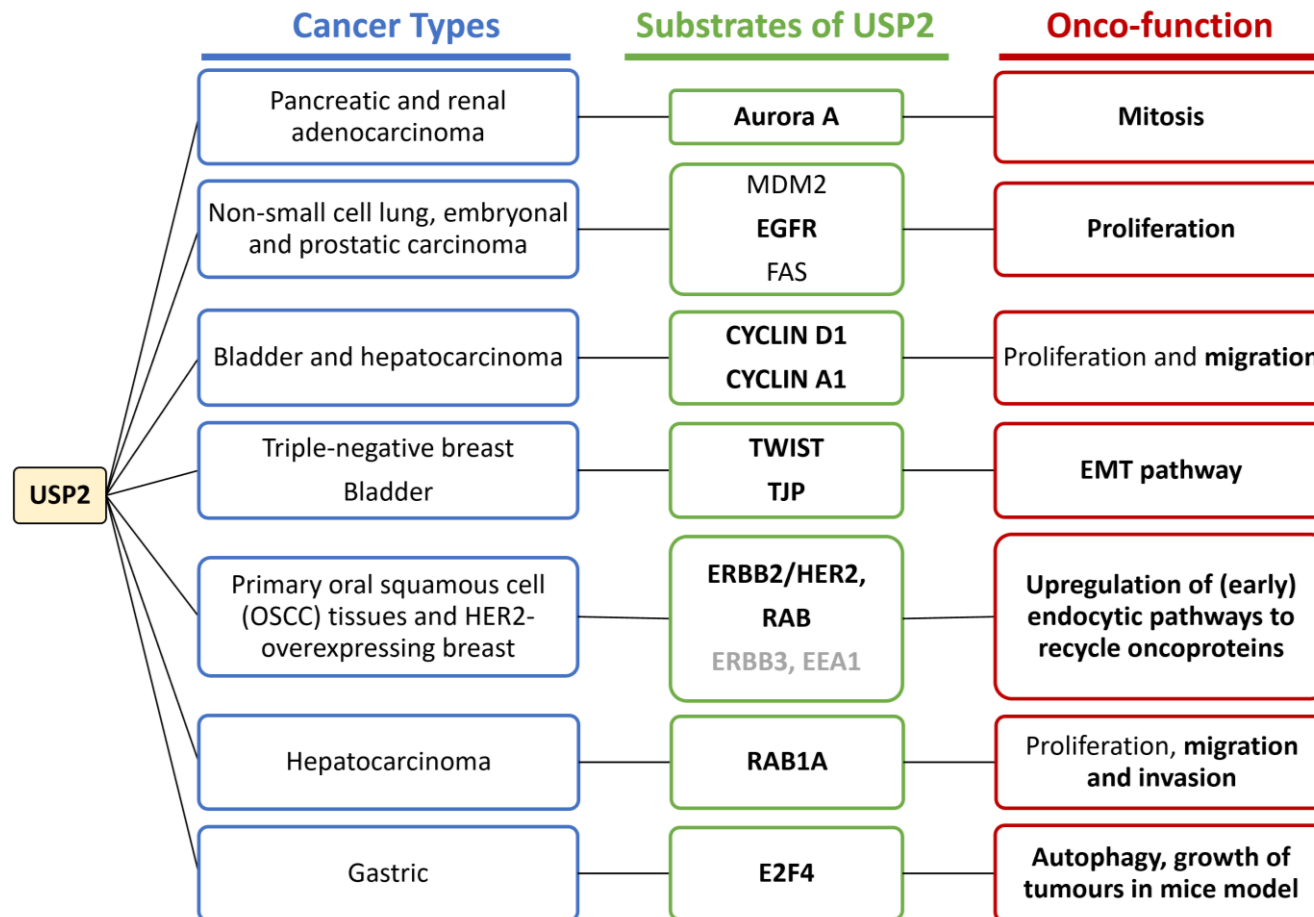 Cancer Types
Substrates of USP2
Onco-function
Pancreatic and renal
adenocarcinoma
Aurora A
Mitosis
Non-small cell lung, embryonal
and prostatic carcinoma
MDM2
EGFR
FAS
Proliferation
Bladder and hepatocarcinoma
CYCLIN D1
CYCLIN A1
Proliferation and migration
USP2
Triple-negative breast
Bladder
TWIST
TJP
EMT pathway
Primary oral squamous cell
(OSCC) tissues and HER2-
overexpressing breast
ERBB2/HER2,
RAB
ERBB3, EEA1
Upregulation of (early)
endocytic pathways to
recycle oncoproteins
Hepatocarcinoma
RAB1A
Proliferation, migration
and invasion
Gastric
E2F4
Autophagy, growth of
tumours in mice model